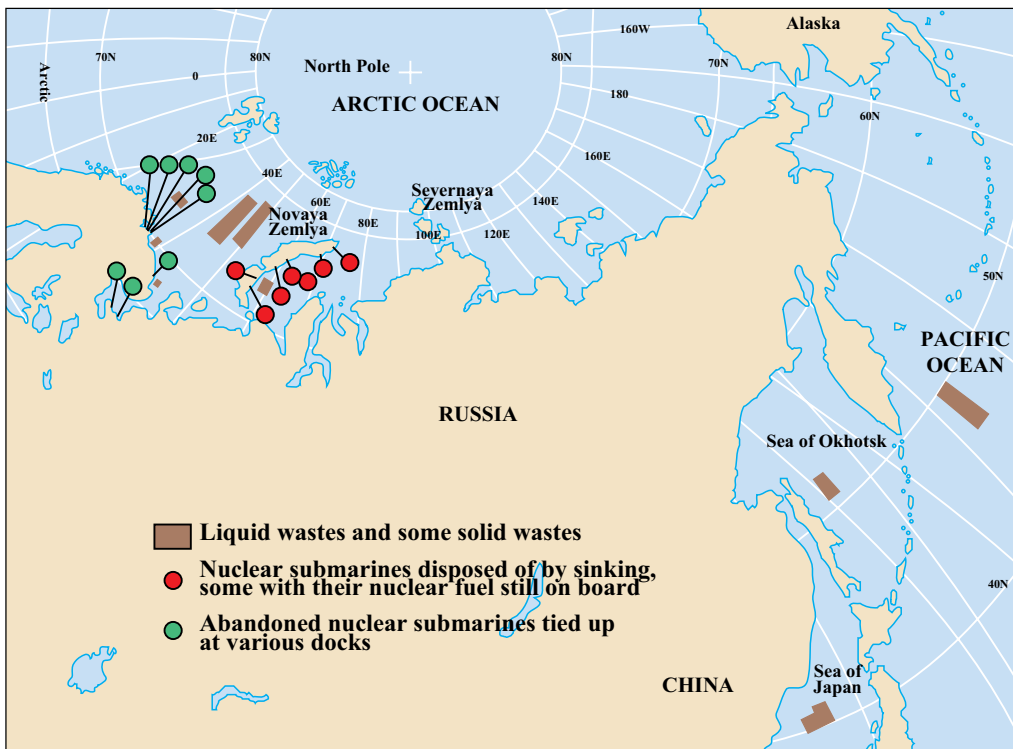 Alaska
160W
70N
80N
80N
70N
Arctic
0
North Pole
180
ARCTIC OCEAN
60N
20E
160E
40E
Severnaya
Zemlya
60E
140E
Novaya
Zemlya
80E
100E
120E
50N
PACIFIC
OCEAN
RUSSIA
Sea of Okhotsk
Liquid wastes and some solid wastes
Nuclear submarines disposed of by sinking,
some with their nuclear fuel still on board
40N
Abandoned nuclear submarines tied up
at various docks
Sea of
Japan
CHINA